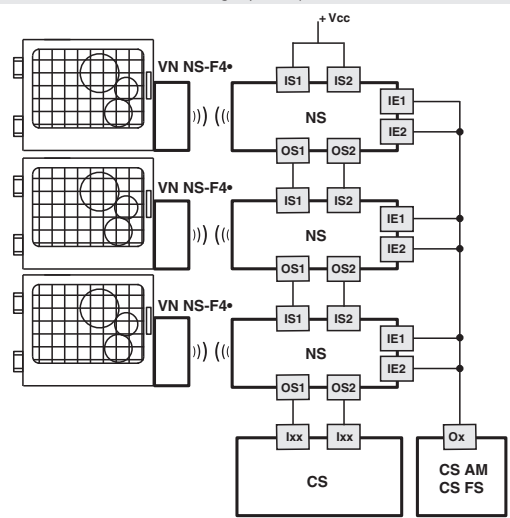 + Vcc
VN NS-F4•
IS1 IS2
IE1
NS
IE2
OS1 OS2
VN NS-F4•
IS1 IS2
IE1
NS
IE2
OS1 OS2
VN NS-F4•
IS1 IS2
IE1
NS
IE2
OS1 OS2
Ixx Ixx
Ox
CS
CS AM
CS FS